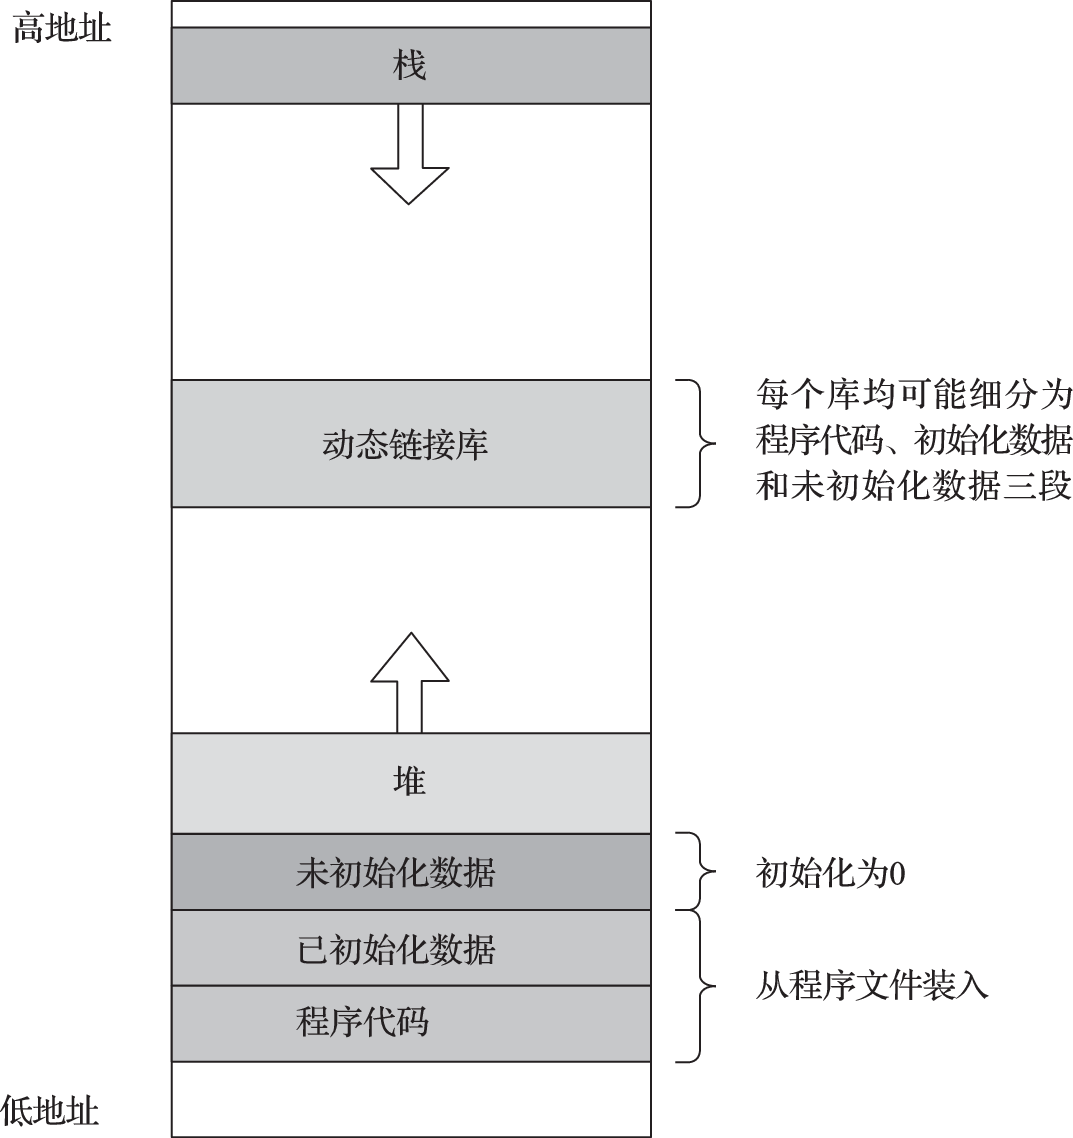 高地址
栈
动态链接库
每个库均可能细分为
程序代码、初始化数据
和未初始化数据三段
堆
未初始化数据
初始化为0
已初始化数据
从程序文件装入
程序代码
低地址